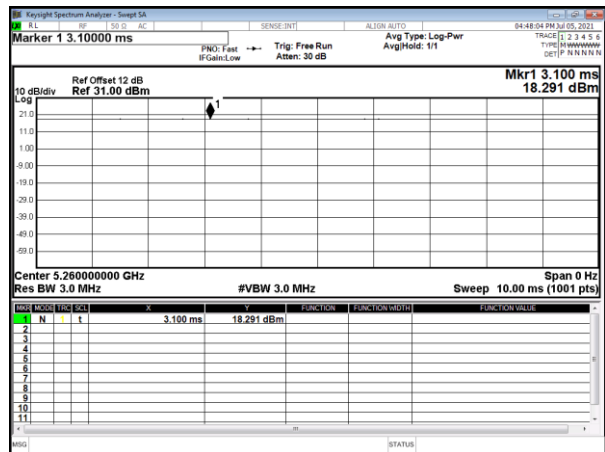 Keysight Spectrum Analyzer - Swept SA
RL RF 50 Ω AC SENSE:INT ALIGN AUTO 04:48:04 PM Jul 05, 2021
Marker 1 3.10000 ms
PNO: Fast
IFGain:Low
Trig: Free Run
Atten: 30 dB
Avg Type: Log-Pwr
Avg|Hold: 1/1
TRACE 1 2 3 4 5 6
TYPE M WWWWW
DET P NNNNN
Mkr1 3.100 ms
18.291 dBm
Ref Offset 12 dB
10 dB/div Ref 31.00 dBm
Log
1
21.0
11.0
1.00
-9.00
-19.0
-29.0
-39.0
-49.0
-59.0
Center 5.260000000 GHz Span 0 Hz
Res BW 3.0 MHz #VBW 3.0 MHz Sweep 10.00 ms (1001 pts)
MKR MODE TRC SCL X Y FUNCTION FUNCTION WIDTH FUNCTION VALUE
1 N 1 t 3.100 ms 18.291 dBm
2
3
4
5
6
7
8
9
10
11
MSG STATUS